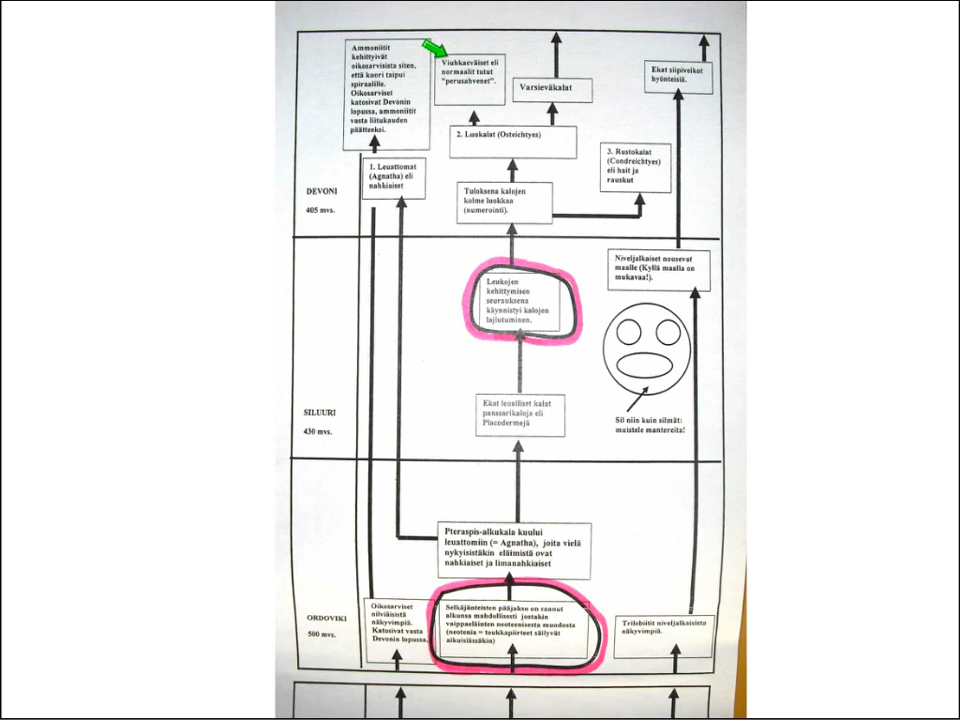 Ammoniitit
kehittyivät
oikosarvisista siten,
että kuori taipui
spiraalille.
Oikosarviset
katosivat Devonin
lopussa, ammoniitit
vasta liitukauden
päätteeksi.
Viuhkaeväiset eli
normaalit tutut
"perusahvenet".
Varsieväkalat
Ekat siipiveikot
hyönteisiä.
2. Luukalat (Osteichtyes)
1. Leuattomat
(Agnatha) eli
nahkiaiset
3. Rustokalat
(Condreichtyes)
eli hait ja
rauskut
Tuloksena kalojen
kolme luokkaa
(numerointi).
DEVONI
405 mvs.
Niveljalkaiset nousevat
maalle (Kyllä maalla on
mukavaa!).
Leukojen
kehittymisen
seurauksena
käynnistyi kalojen
lajiutuminen.
Ekat leualliset kalat
panssarikaloja eli
Placodermejä
Sil niin kuin silmät:
muistele mantereita!
SILUURI
430 mvs.
Pteraspis-alkukala kuului
leuattomiin (= Agnatha), joita vielä
nykyisistäkin eläimistä ovat
nahkiaiset ja limanahkiaiset
Oikosarviset
nilviäisistä
näkyvimpiä.
Katosivat vasta
Devonin lopussa.
Selkäjänteisten pääjakso on saanut
alkunsa mahdollisesti jostakin
vaippaeläinten neoteenisesta muodosta
(neotenia = toukkapiirteet säilyvät
aikuisiässäkin)
Trilobiitit niveljalkaisista
näkyvimpiä.
ORDOVIKI
500 mvs.